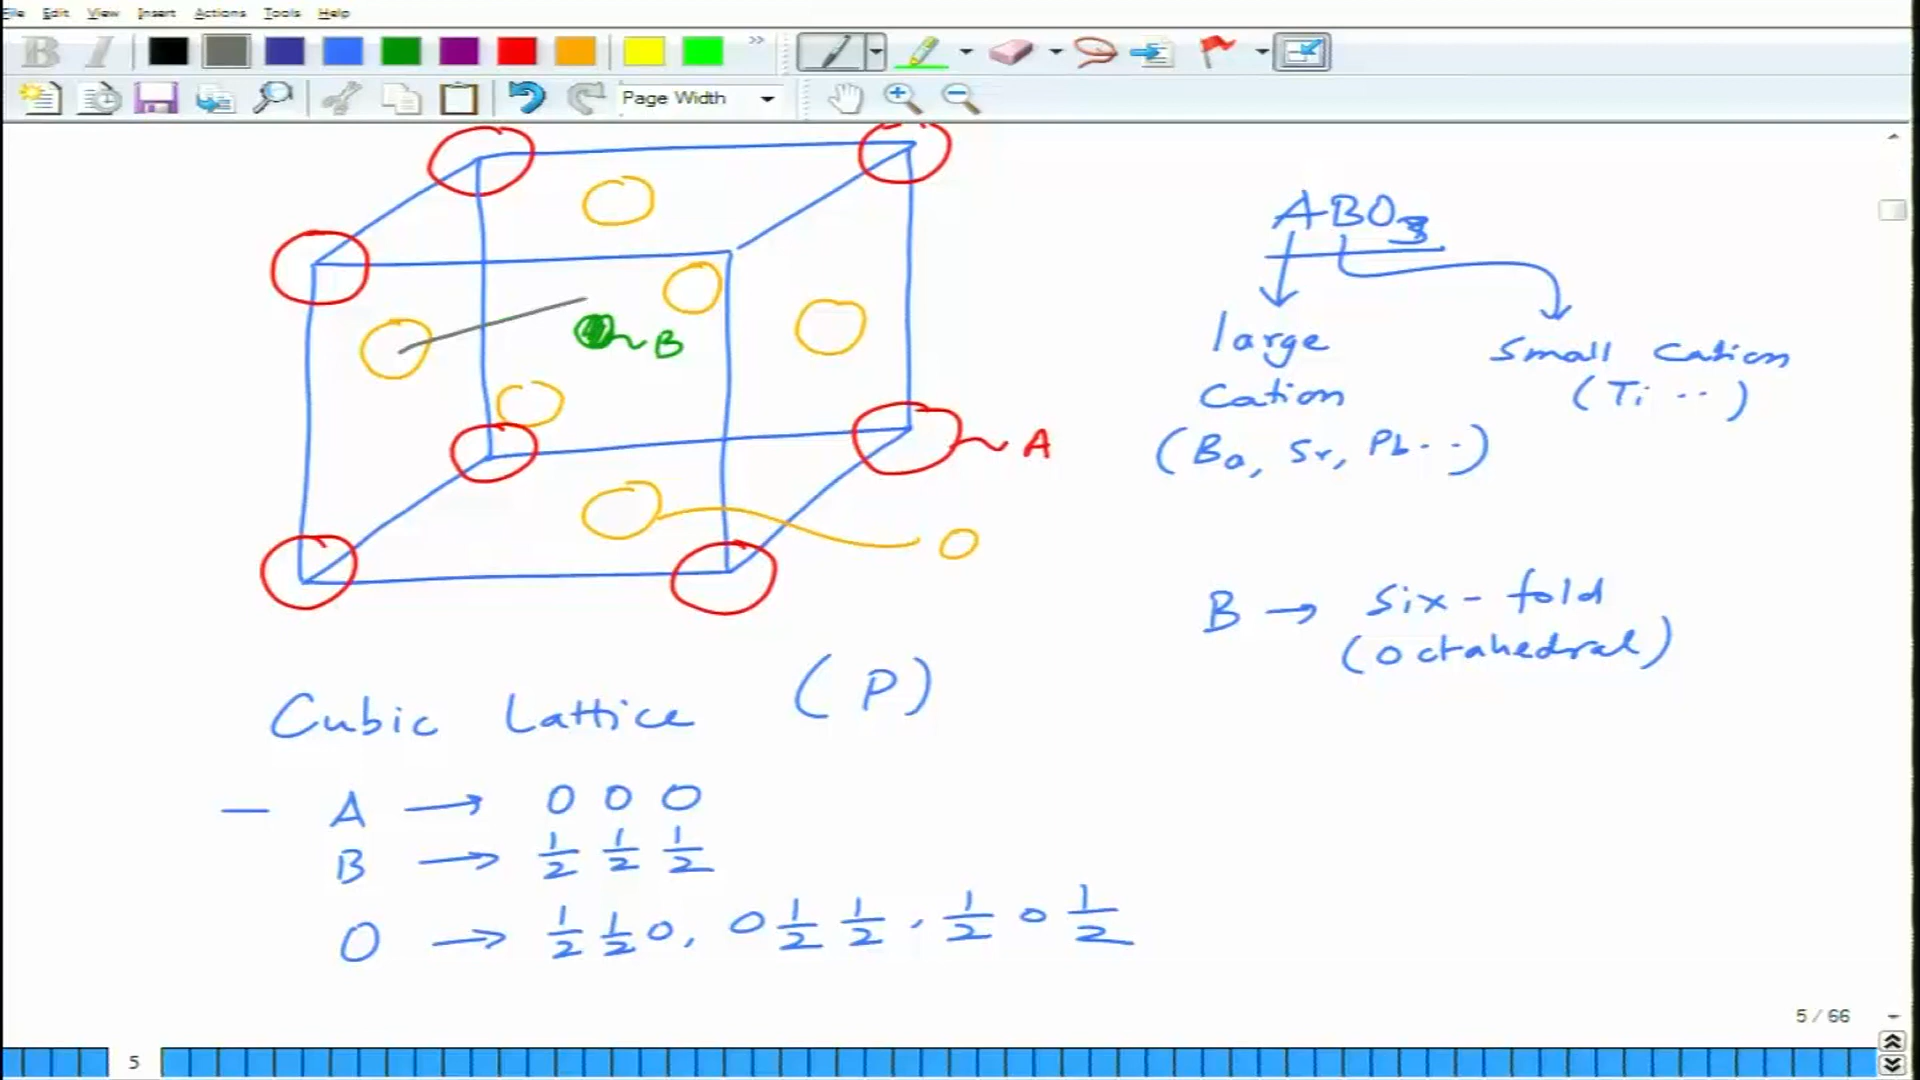 File Edit View Insert Actions Tools Help
B I
Page Width
ABO3
large
Cation
(Ba, Sr, Pb...)
Small Cation
(Ti ...)
B
A
O
B → Six-fold
(octahedral)
Cubic Lattice (P)
— A → 0 0 0
B → 1/2 1/2 1/2
O → 1/2 1/2 0, 0 1/2 1/2, 1/2 0 1/2
5 / 66
5